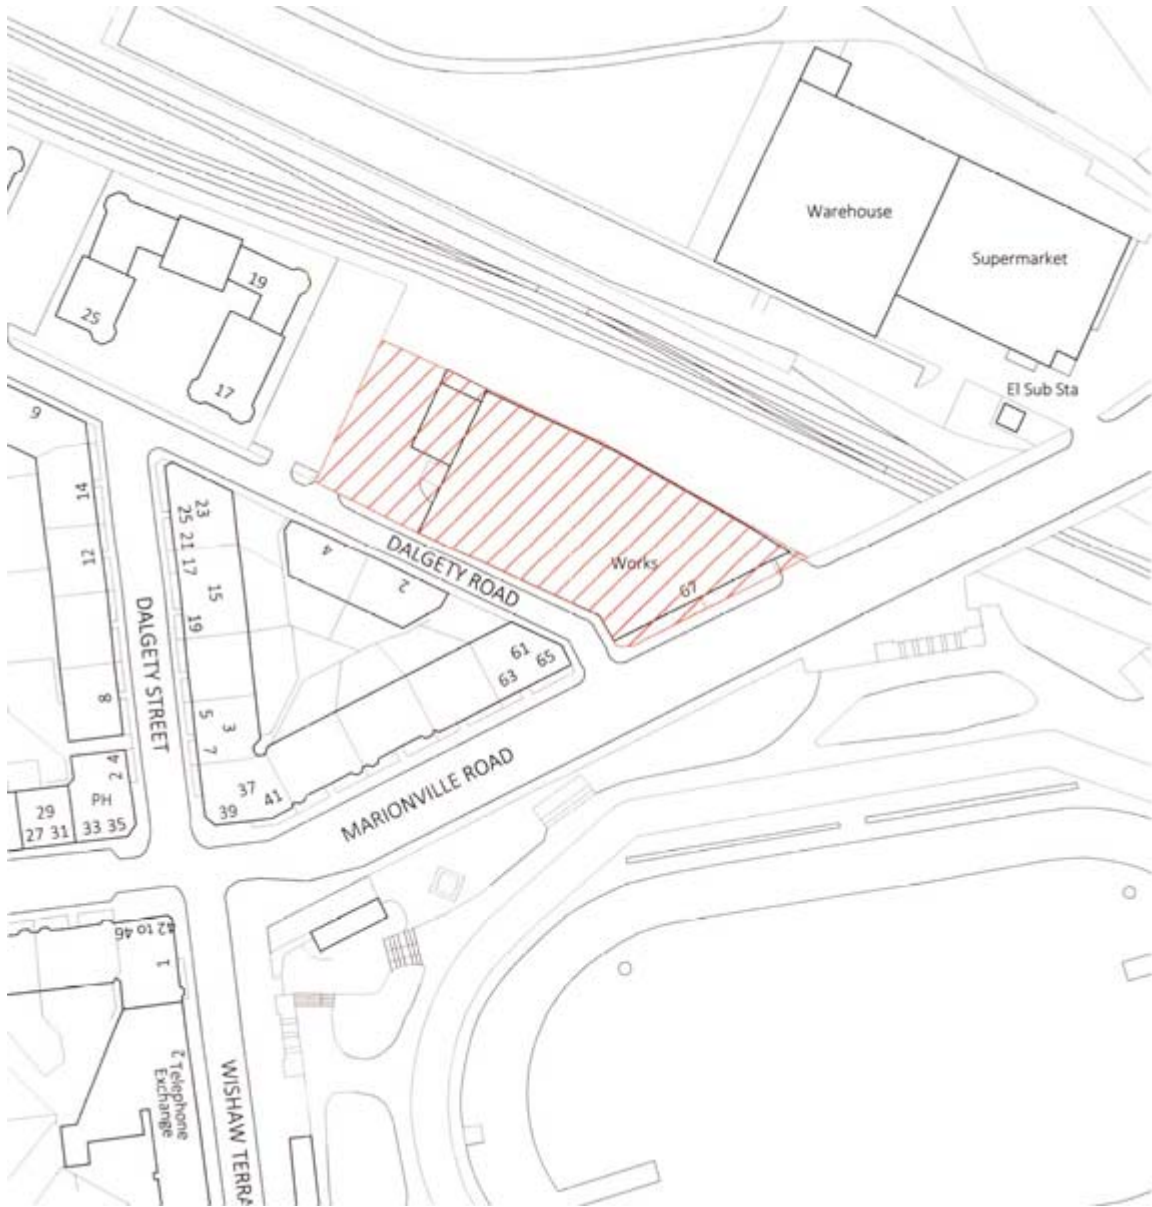 Warehouse
Supermarket
El Sub Sta
19
25
17
9
14
12
8
23
25 21
17
15
19
5
3
7
4
2
DALGETY ROAD
Works
67
61
65
63
DALGETY STREET
37
39
41
MARIONVILLE ROAD
2 4
PH
33 35
29
27 31
42 to 46
1
2
Telephone
Exchange
WISHAW TERRA